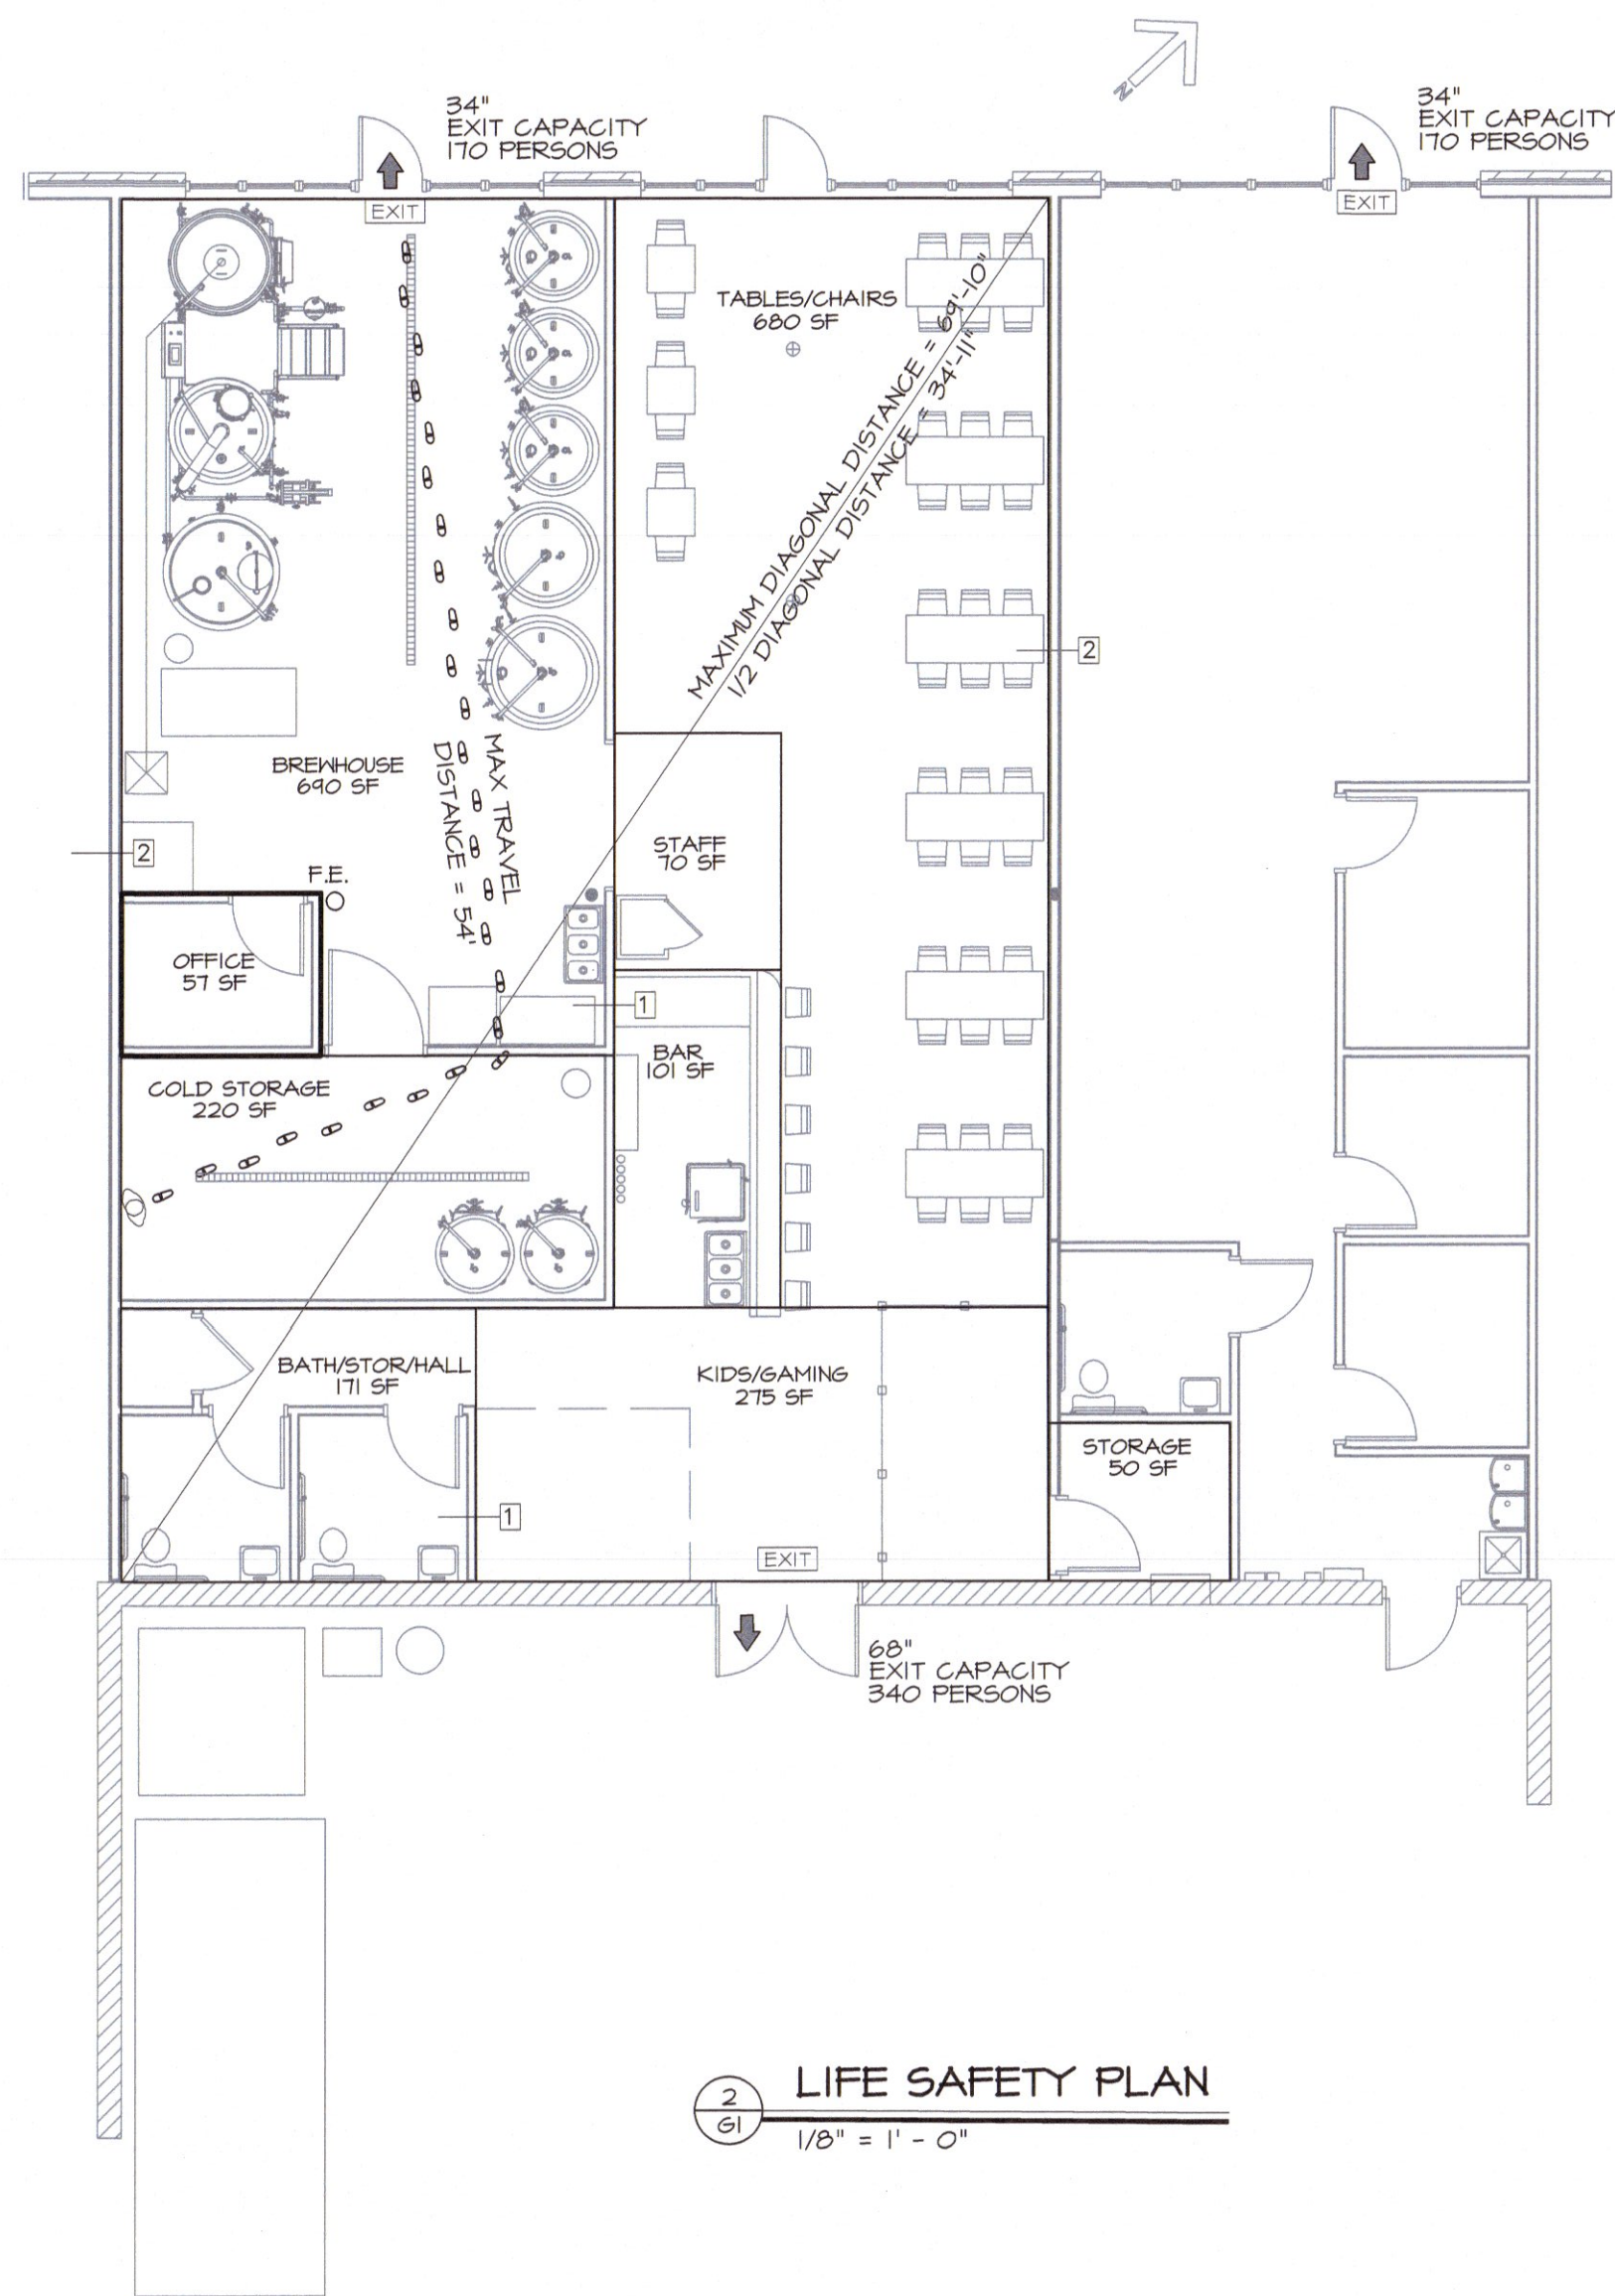 N
34"
EXIT CAPACITY
170 PERSONS
34"
EXIT CAPACITY
170 PERSONS
EXIT
EXIT
TABLES/CHAIRS
680 SF
MAXIMUM DIAGONAL DISTANCE = 69'-10"
1/2 DIAGONAL DISTANCE = 34'-11"
2
BREWHOUSE
690 SF
MAX TRAVEL
DISTANCE = 54'
STAFF
70 SF
2
F.E.
OFFICE
57 SF
1
BAR
101 SF
COLD STORAGE
220 SF
BATH/STOR/HALL
171 SF
KIDS/GAMING
275 SF
STORAGE
50 SF
1
EXIT
68"
EXIT CAPACITY
340 PERSONS
2
G1
LIFE SAFETY PLAN
1/8" = 1' - 0"